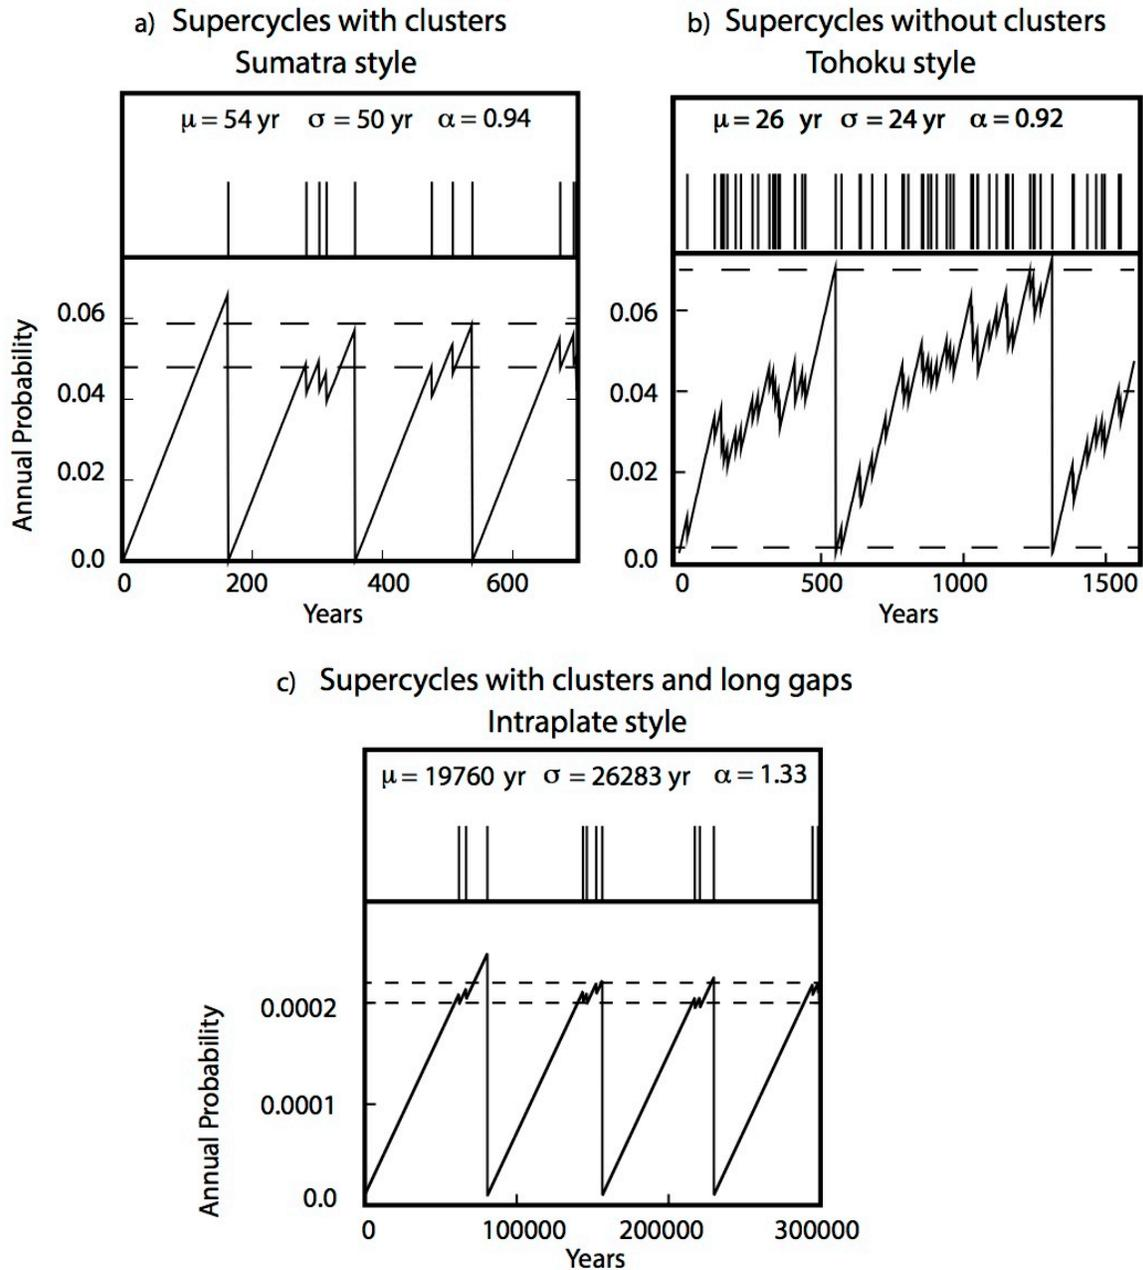 a) Supercycles with clusters
Sumatra style
μ = 54 yr σ = 50 yr α = 0.94
0.06
0.04
0.02
0.0
Annual Probability
0 200 400 600
Years
b) Supercycles without clusters
Tohoku style
μ = 26 yr σ = 24 yr α = 0.92
0.06
0.04
0.02
0.0
0 500 1000 1500
Years
c) Supercycles with clusters and long gaps
Intraplate style
μ = 19760 yr σ = 26283 yr α = 1.33
0.0002
0.0001
0.0
Annual Probability
0 100000 200000 300000
Years